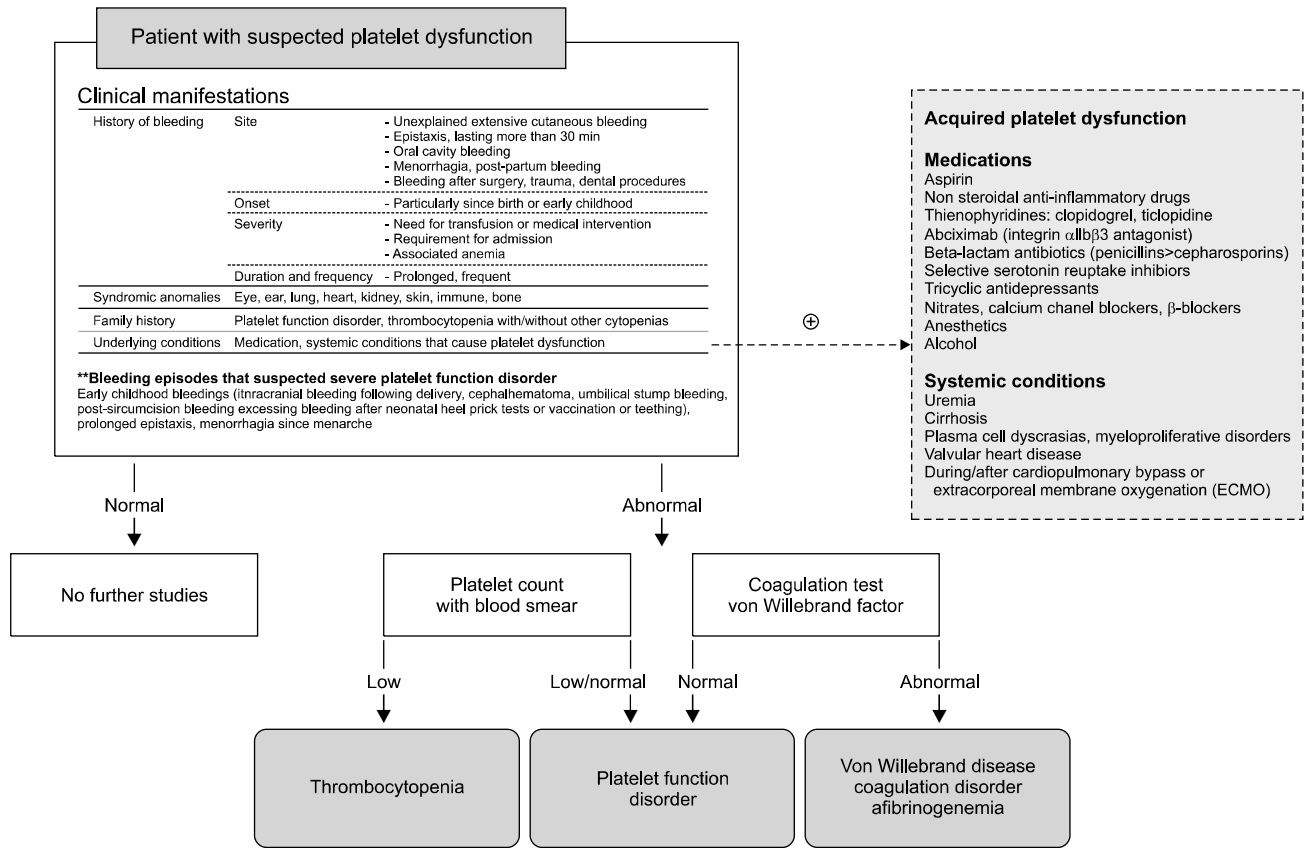 Patient with suspected platelet dysfunction
Clinical manifestations
History of bleeding Site - Unexplained extensive cutaneous bleeding
- Epistaxis, lasting more than 30 min
- Oral cavity bleeding
- Menorrhagia, post-partum bleeding
- Bleeding after surgery, trauma, dental procedures
Onset - Particularly since birth or early childhood
Severity - Need for transfusion or medical intervention
- Requirement for admission
- Associated anemia
Duration and frequency - Prolonged, frequent
Syndromic anomalies Eye, ear, lung, heart, kidney, skin, immune, bone
Family history Platelet function disorder, thrombocytopenia with/without other cytopenias
Underlying conditions Medication, systemic conditions that cause platelet dysfunction
**Bleeding episodes that suspected severe platelet function disorder
Early childhood bleedings (itnracranial bleeding following delivery, cephalhematoma, umbilical stump bleeding,
post-sircumcision bleeding excessing bleeding after neonatal heel prick tests or vaccination or teething),
prolonged epistaxis, menorrhagia since menarche
⊕
Acquired platelet dysfunction
Medications
Aspirin
Non steroidal anti-inflammatory drugs
Thienophyridines: clopidogrel, ticlopidine
Abciximab (integrin αIIbβ3 antagonist)
Beta-lactam antibiotics (penicillins>cepharosporins)
Selective serotonin reuptake inhibiors
Tricyclic antidepressants
Nitrates, calcium chanel blockers, β-blockers
Anesthetics
Alcohol
Systemic conditions
Uremia
Cirrhosis
Plasma cell dyscrasias, myeloproliferative disorders
Valvular heart disease
During/after cardiopulmonary bypass or
extracorporeal membrane oxygenation (ECMO)
Normal
Abnormal
No further studies
Platelet count
with blood smear
Coagulation test
von Willebrand factor
Low
Low/normal
Normal
Abnormal
Thrombocytopenia
Platelet function
disorder
Von Willebrand disease
coagulation disorder
afibrinogenemia